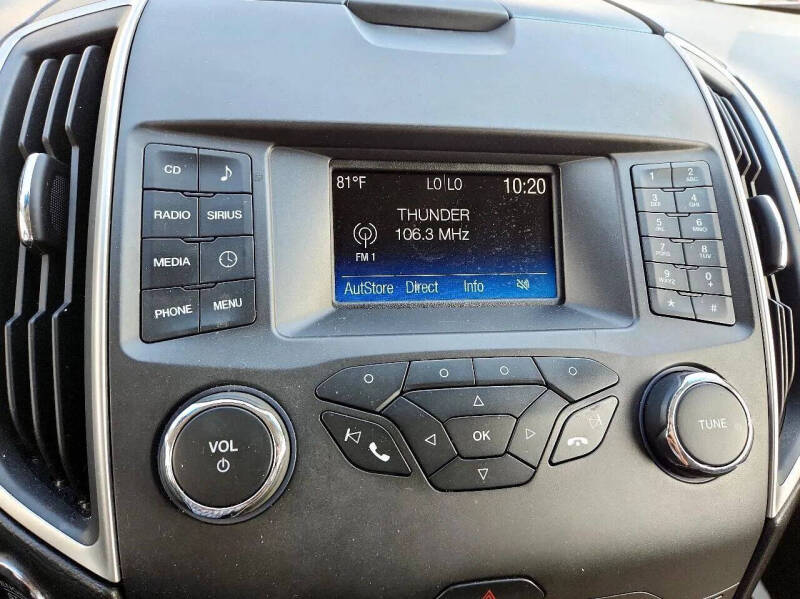 CD
RADIO SIRIUS
MEDIA
PHONE MENU
81°F LO LO 10:20
THUNDER
106.3 MHz
FM 1
AutStore Direct Info
1 2 ABC
3 DEF 4 GHI
5 JKL 6 MNO
7 PQRS 8 TUV
9 WXYZ 0 +
* #
VOL
OK
TUNE